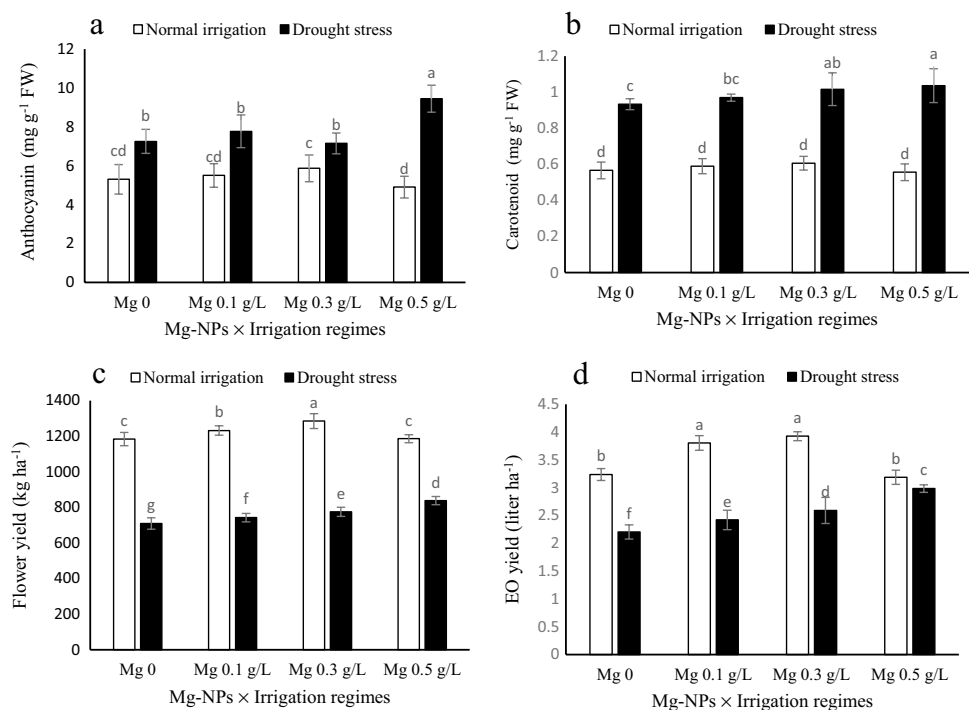 a
Normal irrigation Drought stress
Anthocyanin (mg g⁻¹ FW)
12
10
8
6
4
2
0
cd b cd b c b d a
Mg 0 Mg 0.1 g/L Mg 0.3 g/L Mg 0.5 g/L
Mg-NPs × Irrigation regimes
b
Normal irrigation Drought stress
Carotenoid (mg g⁻¹ FW)
1.2
1
0.8
0.6
0.4
0.2
0
d c d bc d ab d a
Mg 0 Mg 0.1 g/L Mg 0.3 g/L Mg 0.5 g/L
Mg-NPs × Irrigation regimes
c
Normal irrigation Drought stress
Flower yield (kg ha⁻¹)
1400
1200
1000
800
600
400
200
0
c g b f a e c d
Mg 0 Mg 0.1 g/L Mg 0.3 g/L Mg 0.5 g/L
Mg-NPs × Irrigation regimes
d
Normal irrigation Drought stress
EO yield (liter ha⁻¹)
4.5
4
3.5
3
2.5
2
1.5
1
0.5
0
b f a e a d b c
Mg 0 Mg 0.1 g/L Mg 0.3 g/L Mg 0.5 g/L
Mg-NPs × Irrigation regimes